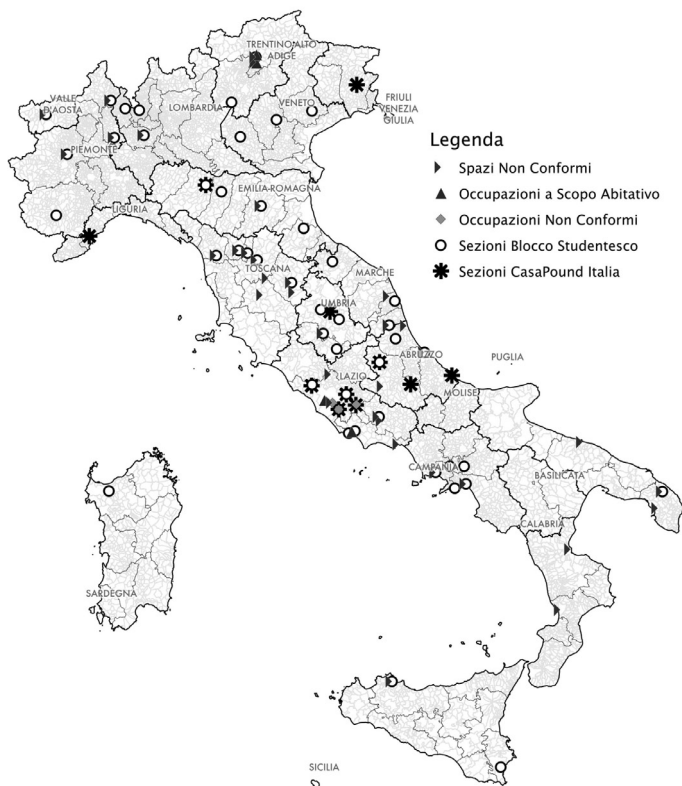 TRENTINO ALTO
ADIGE
VALLE
D'AOSTA
LOMBARDIA
VENETO
FRIULI
VENEZIA
GIULIA
PIEMONTE
EMILIA-ROMAGNA
LIGURIA
Legenda
Spazi Non Conformi
Occupazioni a Scopo Abitativo
Occupazioni Non Conformi
Sezioni Blocco Studentesco
Sezioni CasaPound Italia
TOSCANA
MARCHE
UMBRIA
ABRUZZO
PUGLIA
LAZIO
MOLISE
CAMPANIA
BASILICATA
CALABRIA
SARDEGNA
SICILIA